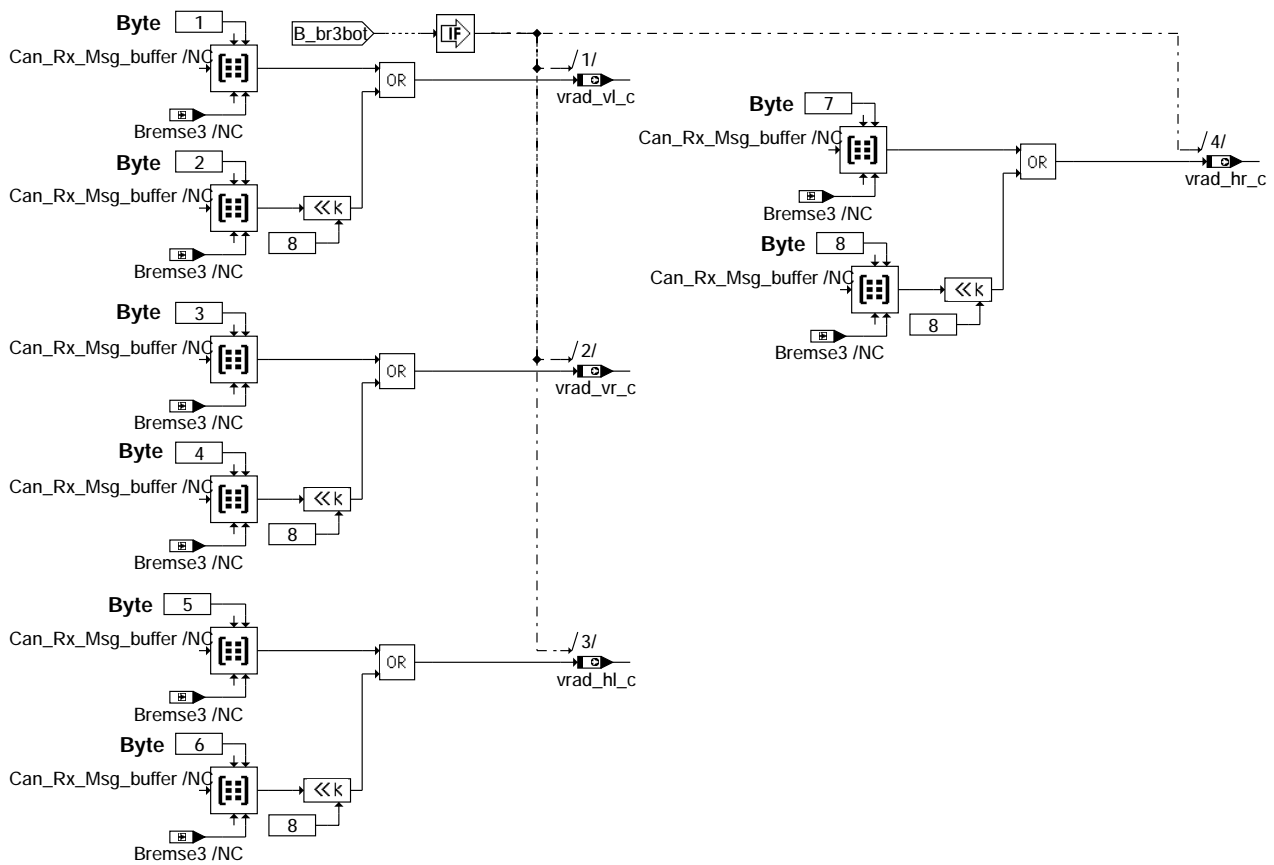 Byte 1
B_br3bot
IF
Can_Rx_Msg_buffer /NC
OR
/1/
vrad_vl_c
Bremse3 /NC
Byte 2
Can_Rx_Msg_buffer /NC
<<k
8
Bremse3 /NC
Byte 3
Can_Rx_Msg_buffer /NC
OR
/2/
vrad_vr_c
Bremse3 /NC
Byte 4
Can_Rx_Msg_buffer /NC
<<k
8
Bremse3 /NC
Byte 5
Can_Rx_Msg_buffer /NC
OR
/3/
vrad_hl_c
Bremse3 /NC
Byte 6
Can_Rx_Msg_buffer /NC
<<k
8
Bremse3 /NC
Byte 7
Can_Rx_Msg_buffer /NC
OR
/4/
vrad_hr_c
Bremse3 /NC
Byte 8
Can_Rx_Msg_buffer /NC
<<k
8
Bremse3 /NC